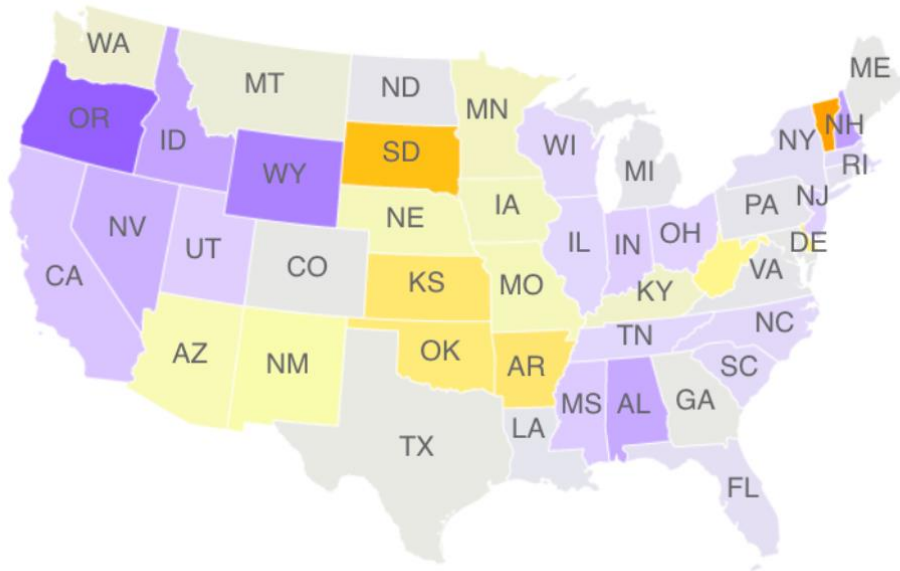 WA
MT
ND
MN
ME
OR
ID
WY
SD
WI
MI
NY
NH
RI
NV
UT
NE
IA
IL
IN
OH
PA
NJ
CA
CO
KS
MO
KY
VA
DE
AZ
NM
OK
AR
TN
NC
SC
TX
LA
MS
AL
GA
FL